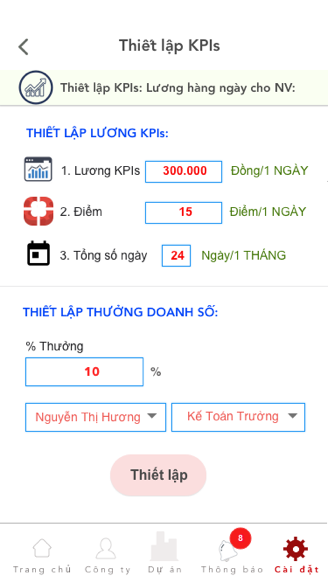 Thiết lập KPIs
Thiêt lập KPIs: Lương hàng ngày cho NV:
THIẾT LẬP LƯƠNG KPIs:
1. Lương KPIs 300.000 Đồng/1 NGÀY
2. Điểm 15 Điểm/1 NGÀY
3. Tổng số ngày 24 Ngày/1 THÁNG
THIẾT LẬP THƯỞNG DOANH SỐ:
% Thưởng
10 %
Nguyễn Thị Hương Kế Toán Trưởng
Thiết lập
8
Trang chủ Công ty Dự án Thông báo Cài đặt